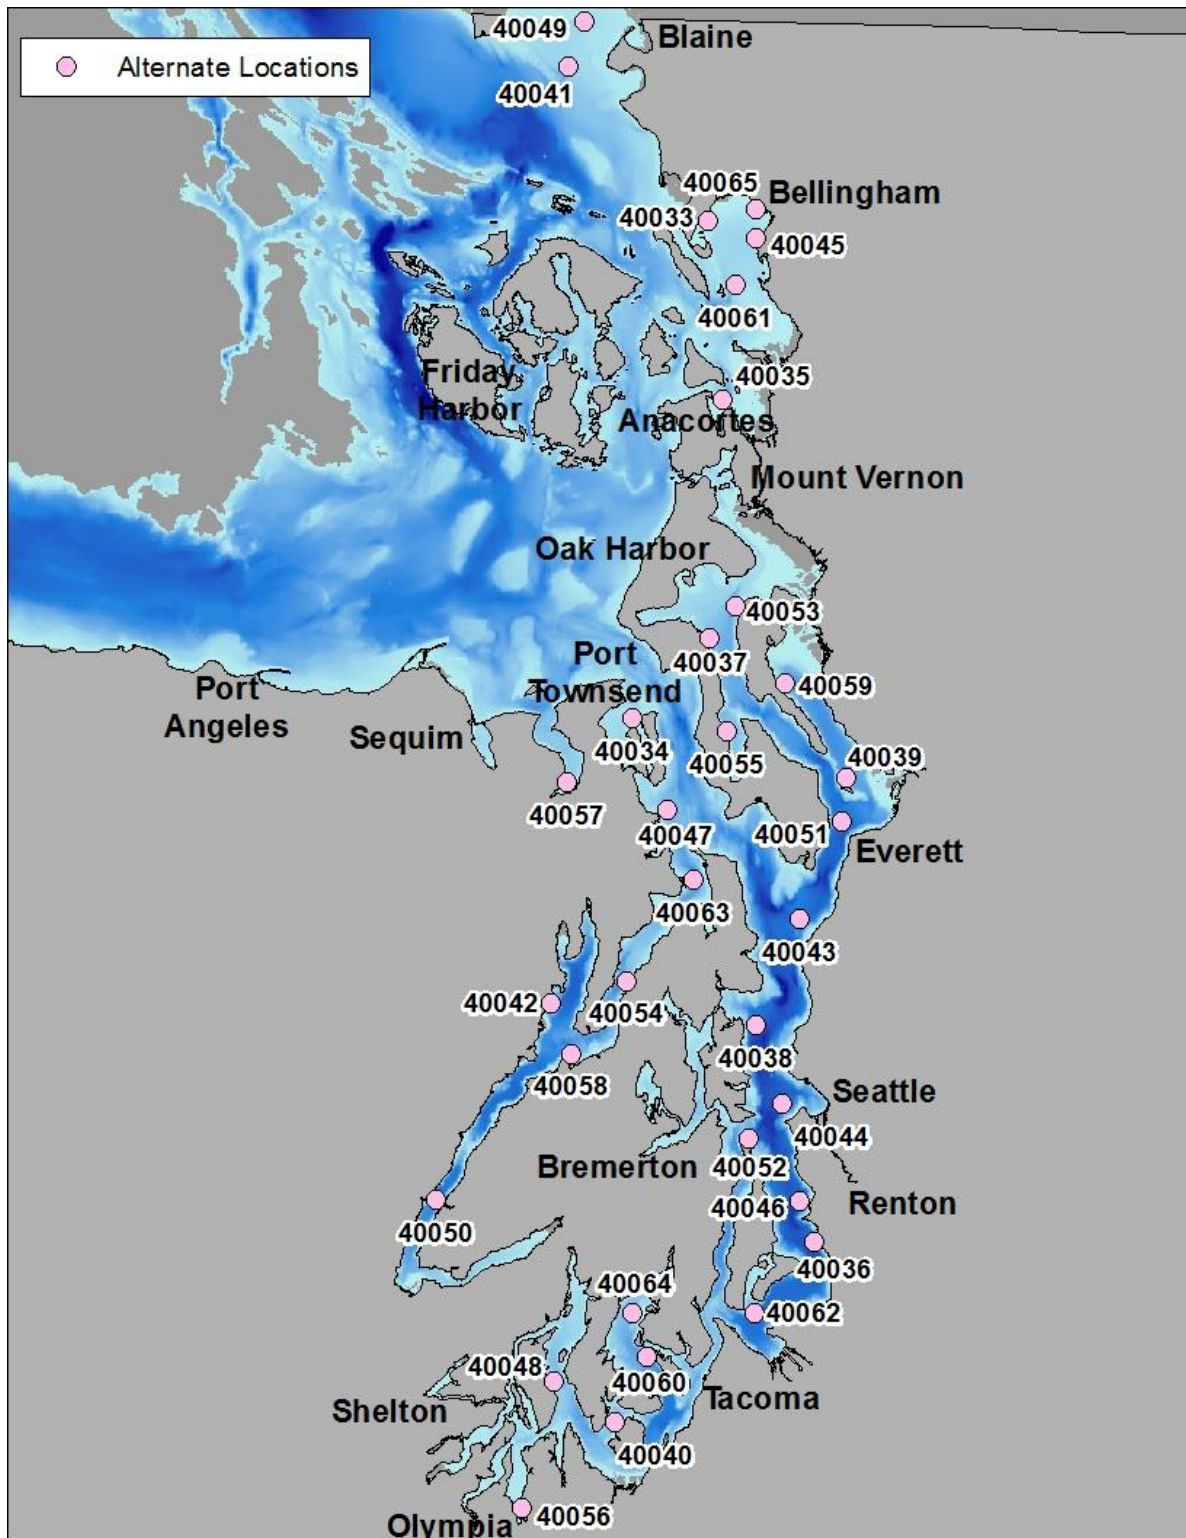 40049
Blaine
Alternate Locations
40041
40065
Bellingham
40033
40045
40061
Friday
Harbor
40035
Anacortes
Mount Vernon
Oak Harbor
40053
40037
Port
Townsend
40059
Port
Angeles
Sequim
40034
40055
40039
40057
40047
40051
Everett
40063
40043
40042
40054
40038
40058
Seattle
40044
Bremerton
40052
40046
Renton
40050
40036
40064
40062
40048
40060
Tacoma
Shelton
40040
40056
Olympia